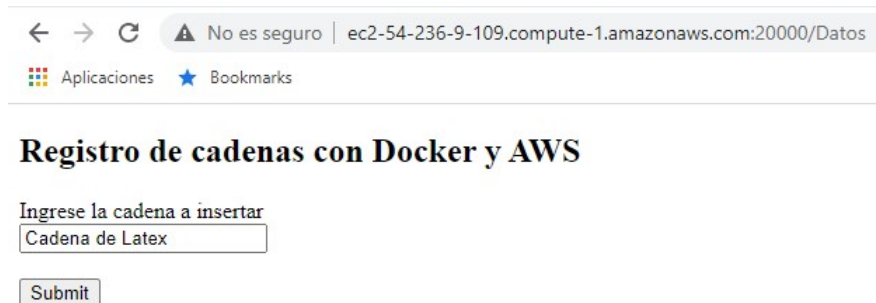 No es seguro | ec2-54-236-9-109.compute-1.amazonaws.com:20000/Datos
Aplicaciones Bookmarks
Registro de cadenas con Docker y AWS
Ingrese la cadena a insertar
Cadena de Latex
Submit